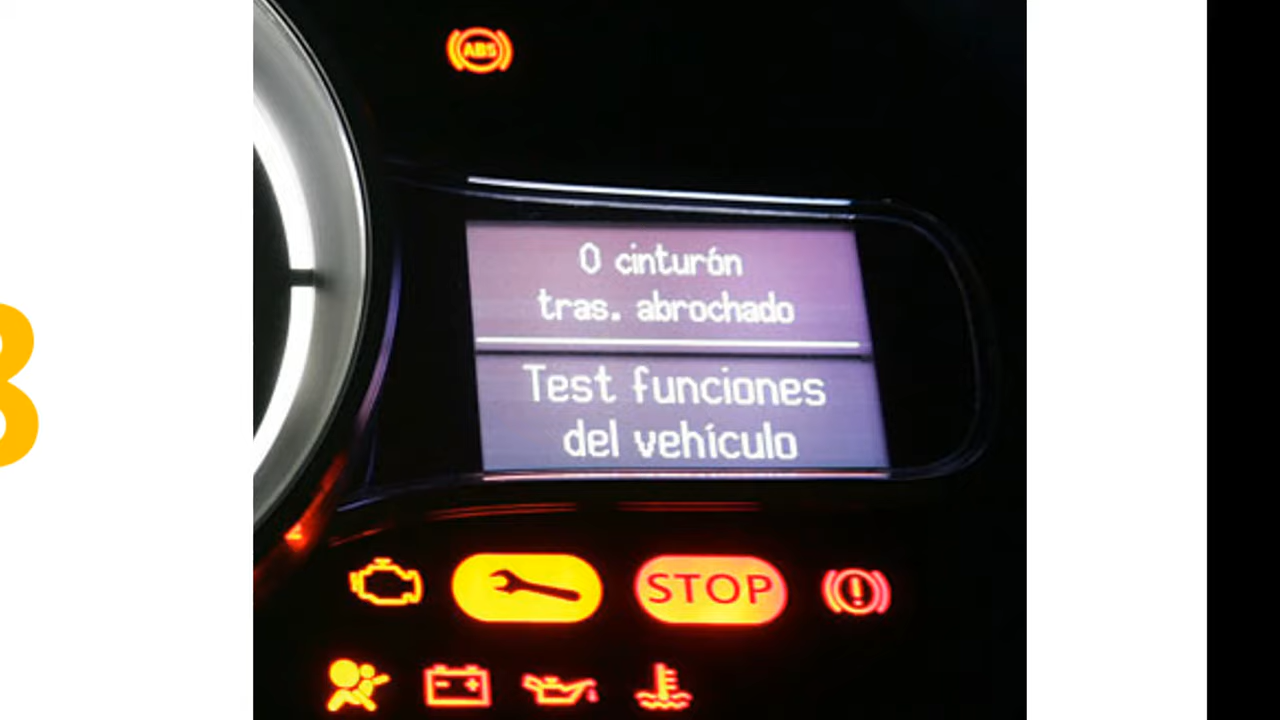 ABS
0 cinturón
tras. abrochado
Test funciones
del vehículo
STOP